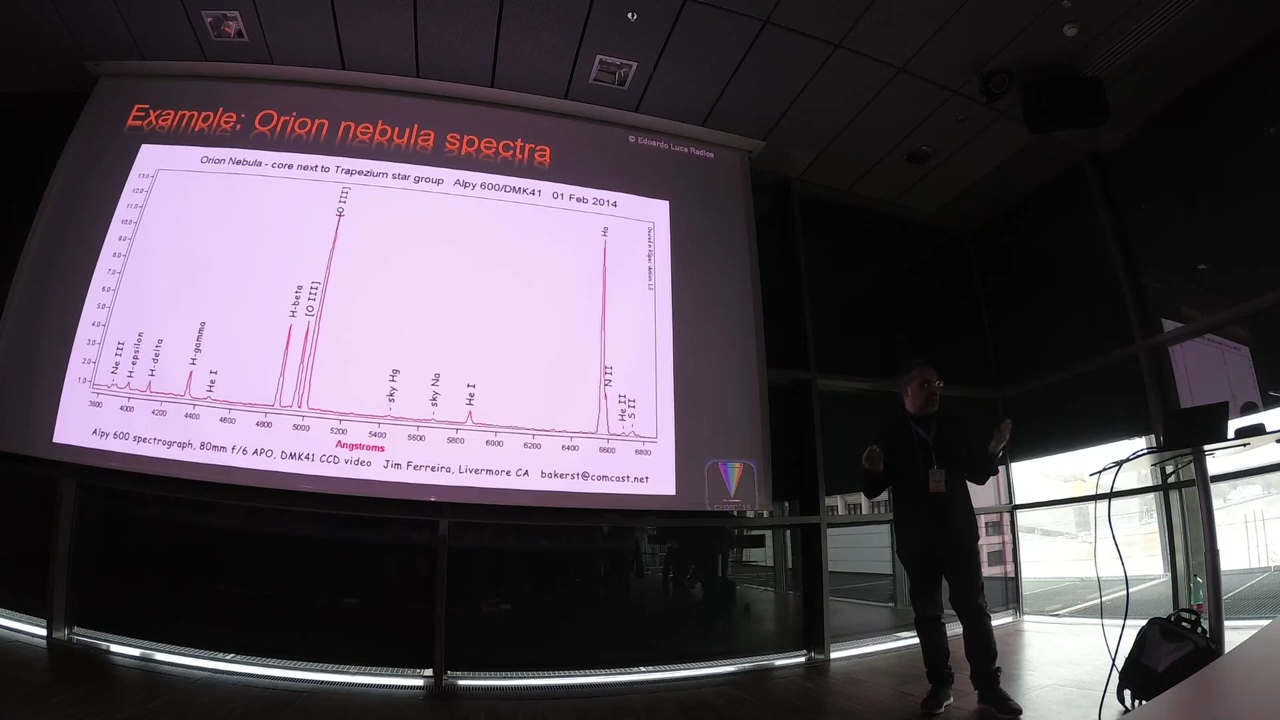 Example: Orion nebula spectra
© Edoardo Luca Radice
Orion Nebula - core next to Trapezium star group Alpy 600/DMK41 01 Feb 2014
13.0
11.0
10.0
9.0
8.0
7.0
6.0
5.0
4.0
3.0
2.0
1.0
Ne III
H-epsilon
H-delta
H-gamma
He I
H-beta
[O III]
[O III]
sky Hg
sky Na
He I
Ha
N II
He II
S II
3800 4000 4200 4400 4600 4800 5000 5200 5400 5600 5800 6000 6200 6400 6600 6800
Angstroms
Alpy 600 spectrograph, 80mm f/6 APO, DMK41 CCD video Jim Ferreira, Livermore CA bakerst@comcast.net